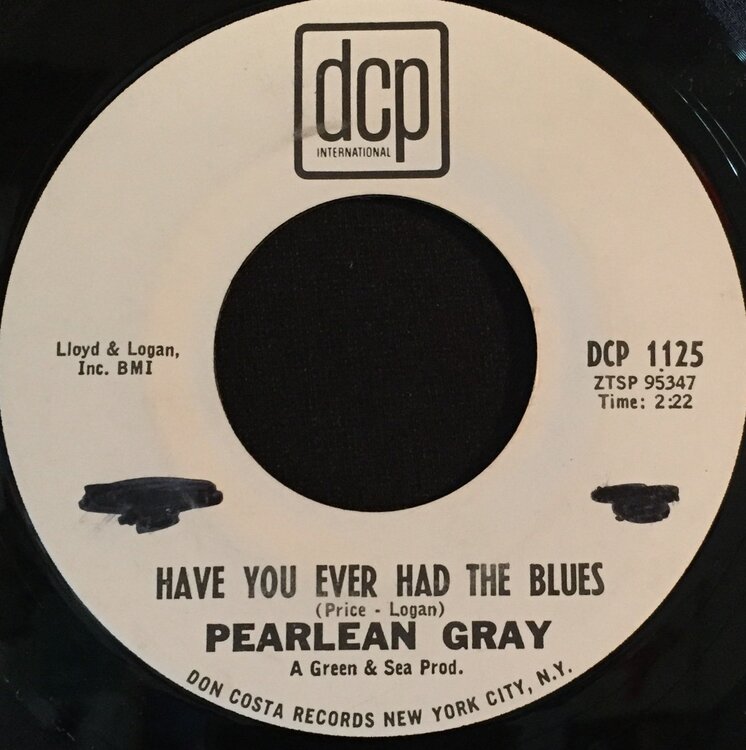 dcp
INTERNATIONAL
Lloyd & Logan,
Inc. BMI
DCP 1125
ZTSP 95347
Time: 2:22
HAVE YOU EVER HAD THE BLUES
(Price - Logan)
PEARLEAN GRAY
A Green & Sea Prod.
DON COSTA RECORDS NEW YORK CITY, N.Y.